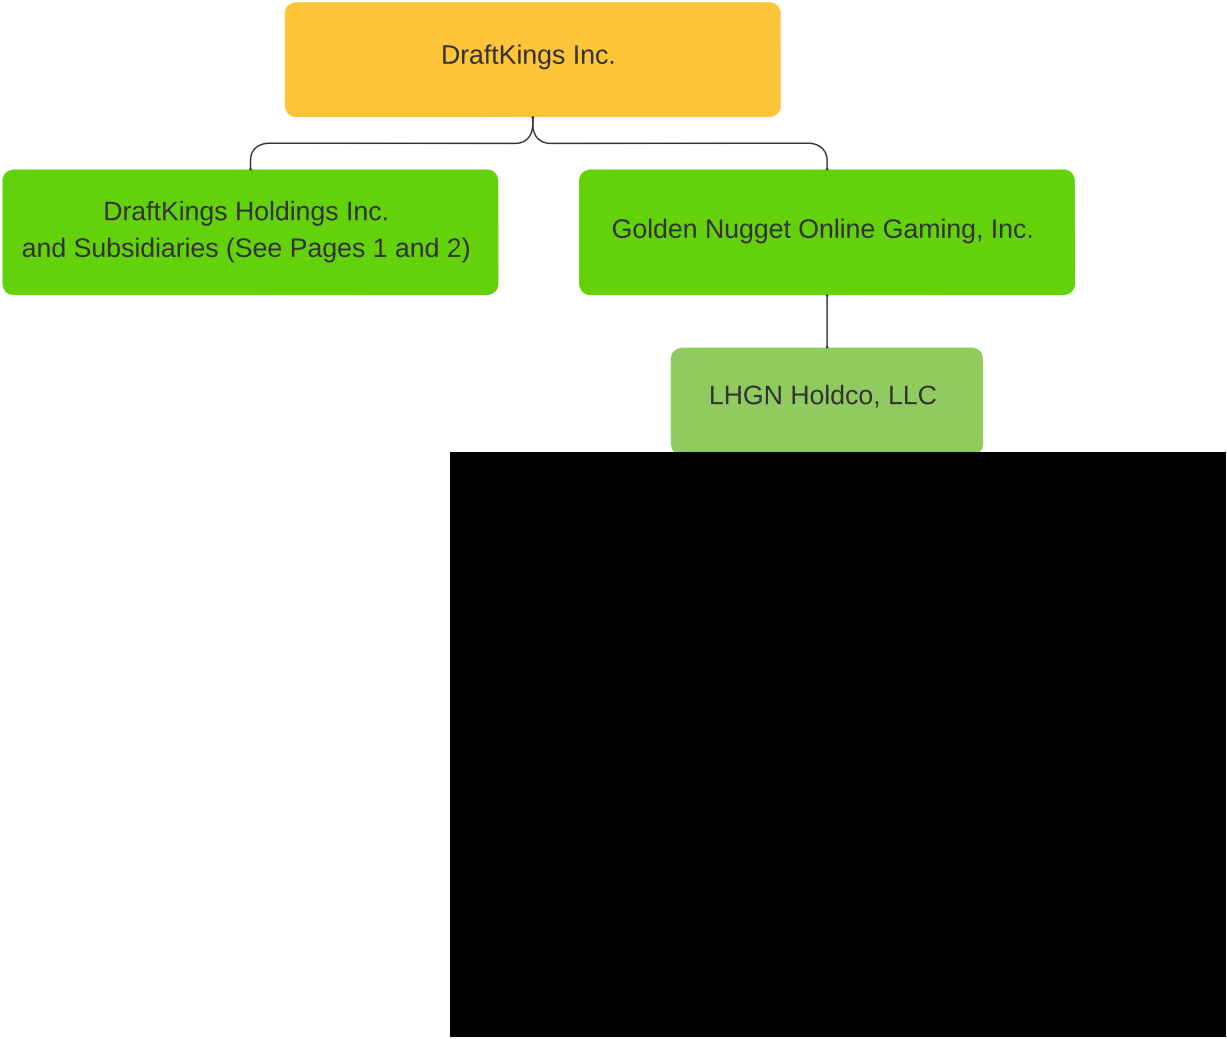 DraftKings Inc.
DraftKings Holdings Inc.
and Subsidiaries (See Pages 1 and 2)
Golden Nugget Online Gaming, Inc.
LHGN Holdco, LLC